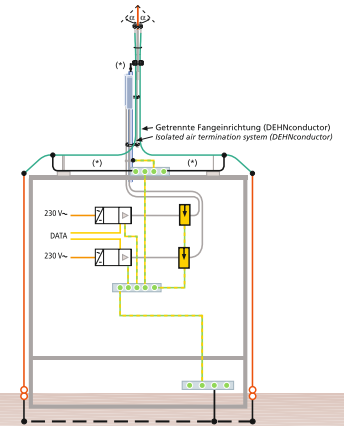 α α
(*)
Getrennte Fangeinrichtung (DEHNconductor)
Isolated air termination system (DEHNconductor)
(*) (*)
230 V~
DATA
230 V~